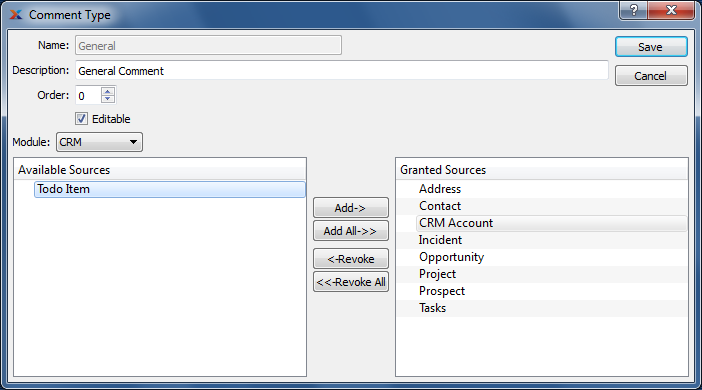 Comment Type
Name: General
Save
Description: General Comment
Cancel
Order: 0
Editable
Module: CRM
Available Sources
Todo Item
Add->
Add All->>
<-Revoke
<<-Revoke All
Granted Sources
Address
Contact
CRM Account
Incident
Opportunity
Project
Prospect
Tasks